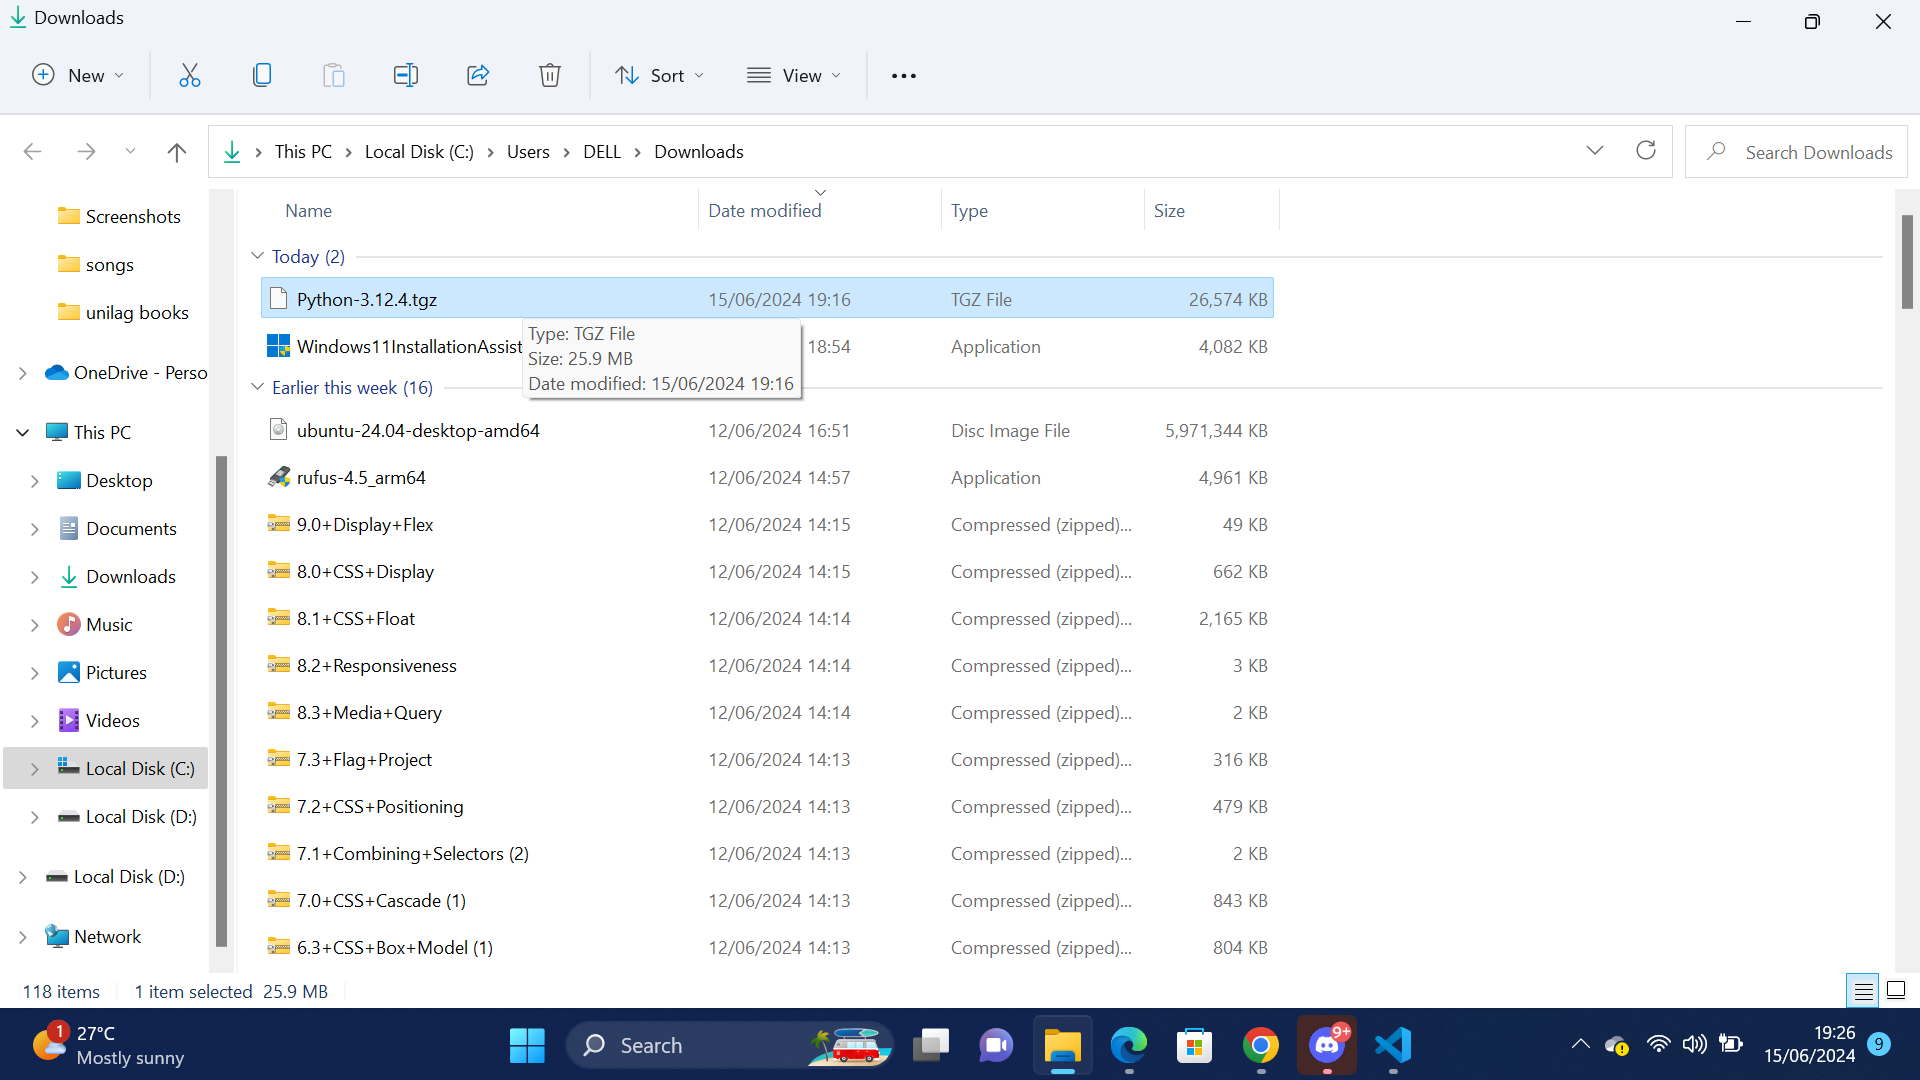 Downloads
New
Sort
View
This PC
Local Disk (C:)
Users
DELL
Downloads
Search Downloads
Screenshots
songs
unilag books
OneDrive - Perso
This PC
Desktop
Documents
Downloads
Music
Pictures
Videos
Local Disk (C:)
Local Disk (D:)
Local Disk (D:)
Network
Name Date modified Type Size
Today (2)
Python-3.12.4.tgz 15/06/2024 19:16 TGZ File 26,574 KB
Windows11InstallationAssist 18:54 Application 4,082 KB
Type: TGZ File
Size: 25.9 MB
Date modified: 15/06/2024 19:16
Earlier this week (16)
ubuntu-24.04-desktop-amd64 12/06/2024 16:51 Disc Image File 5,971,344 KB
rufus-4.5_arm64 12/06/2024 14:57 Application 4,961 KB
9.0+Display+Flex 12/06/2024 14:15 Compressed (zipped)... 49 KB
8.0+CSS+Display 12/06/2024 14:15 Compressed (zipped)... 662 KB
8.1+CSS+Float 12/06/2024 14:14 Compressed (zipped)... 2,165 KB
8.2+Responsiveness 12/06/2024 14:14 Compressed (zipped)... 3 KB
8.3+Media+Query 12/06/2024 14:14 Compressed (zipped)... 2 KB
7.3+Flag+Project 12/06/2024 14:13 Compressed (zipped)... 316 KB
7.2+CSS+Positioning 12/06/2024 14:13 Compressed (zipped)... 479 KB
7.1+Combining+Selectors (2) 12/06/2024 14:13 Compressed (zipped)... 2 KB
7.0+CSS+Cascade (1) 12/06/2024 14:13 Compressed (zipped)... 843 KB
6.3+CSS+Box+Model (1) 12/06/2024 14:13 Compressed (zipped)... 804 KB
118 items 1 item selected 25.9 MB
1
27°C
Mostly sunny
Search
9+
19:26
15/06/2024
9